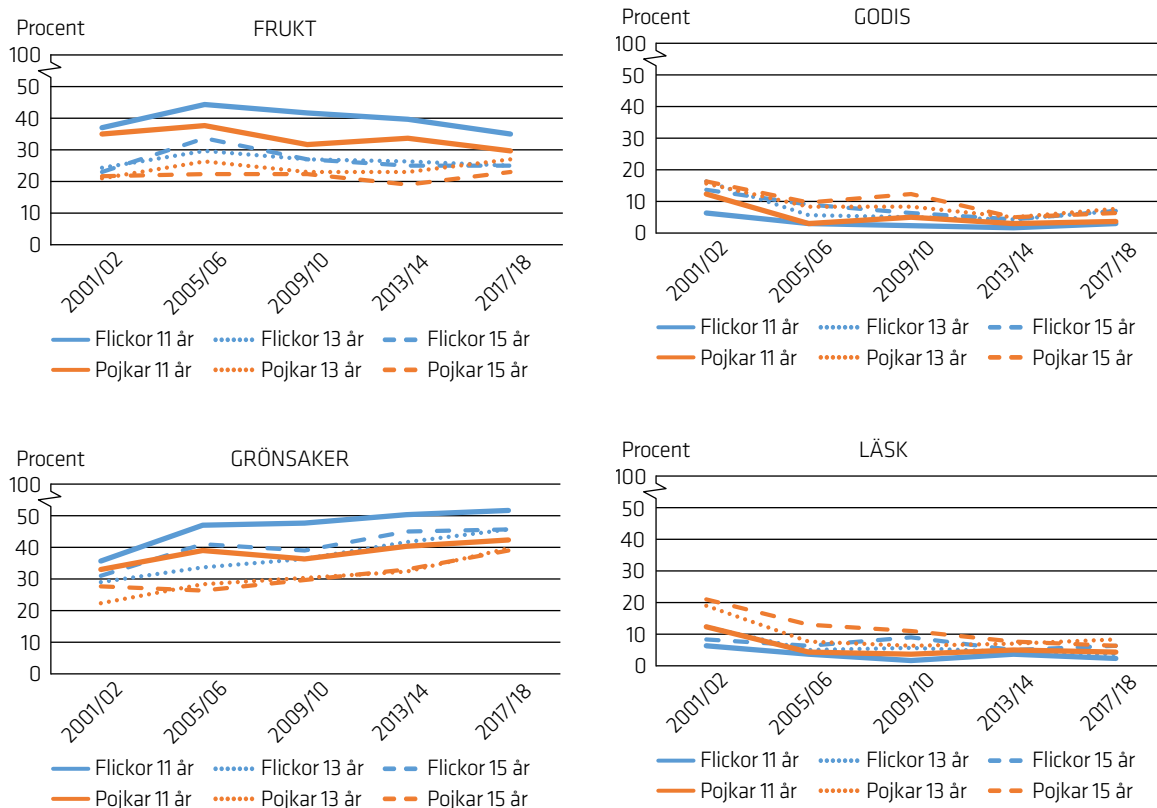 Procent
FRUKT
100
50
40
30
20
10
0
2001/02
2005/06
2009/10
2013/14
2017/18
Flickor 11 år
Flickor 13 år
Flickor 15 år
Pojkar 11 år
Pojkar 13 år
Pojkar 15 år
Procent
GODIS
100
50
40
30
20
10
0
2001/02
2005/06
2009/10
2013/14
2017/18
Flickor 11 år
Flickor 13 år
Flickor 15 år
Pojkar 11 år
Pojkar 13 år
Pojkar 15 år
Procent
GRÖNSAKER
100
50
40
30
20
10
0
2001/02
2005/06
2009/10
2013/14
2017/18
Flickor 11 år
Flickor 13 år
Flickor 15 år
Pojkar 11 år
Pojkar 13 år
Pojkar 15 år
Procent
LÄSK
100
50
40
30
20
10
0
2001/02
2005/06
2009/10
2013/14
2017/18
Flickor 11 år
Flickor 13 år
Flickor 15 år
Pojkar 11 år
Pojkar 13 år
Pojkar 15 år